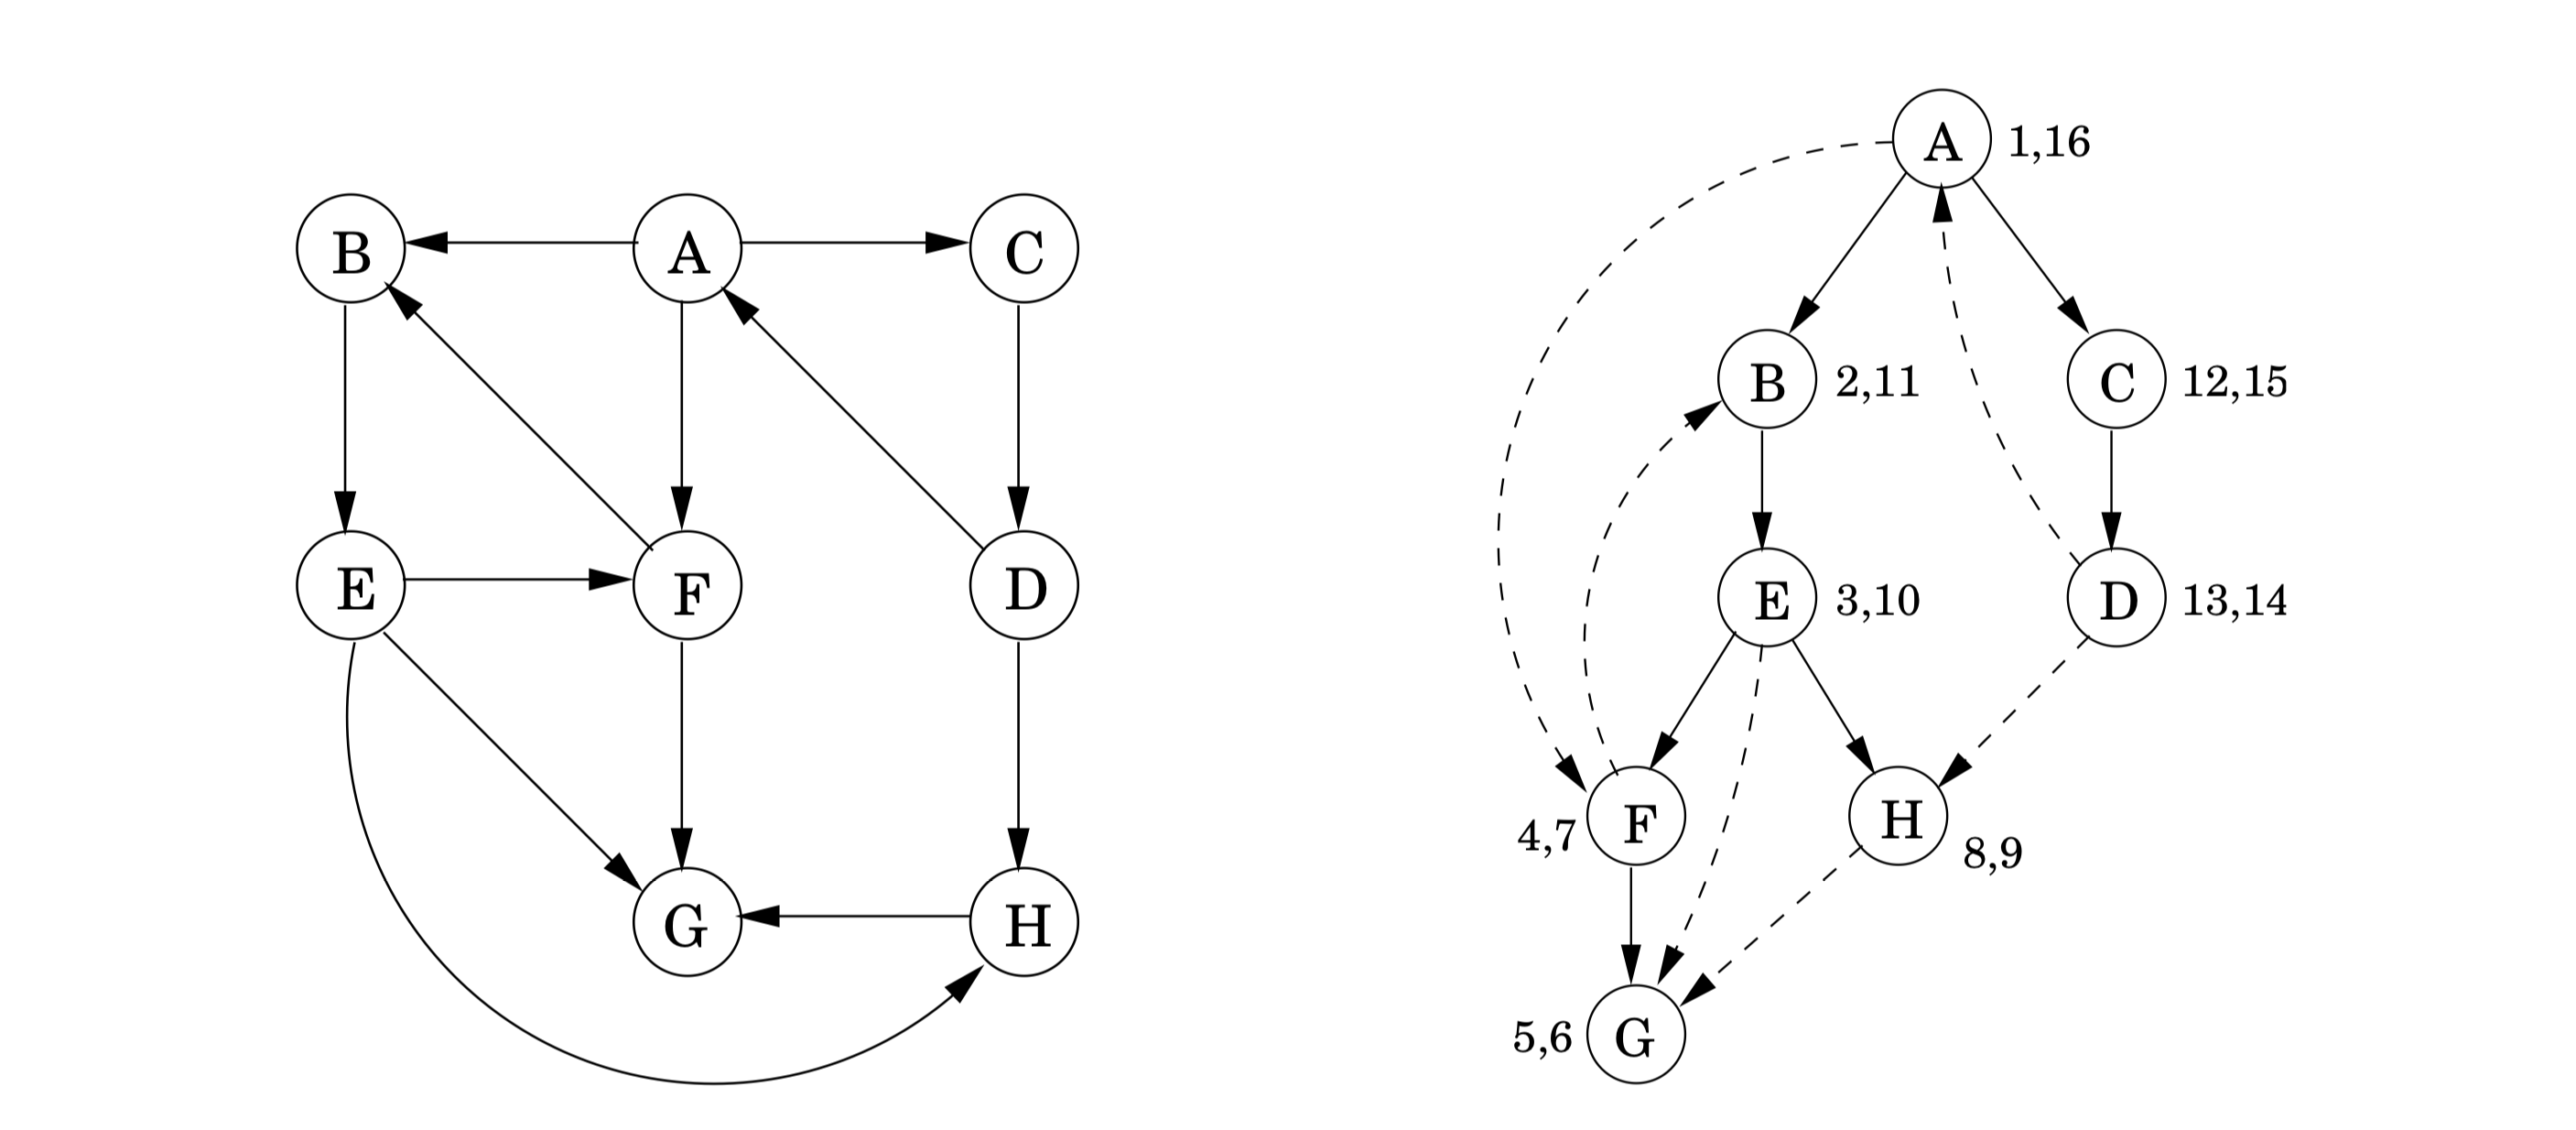 B A C
E F D
G H
A 1,16
B 2,11 C 12,15
E 3,10 D 13,14
4,7 F H 8,9
5,6 G